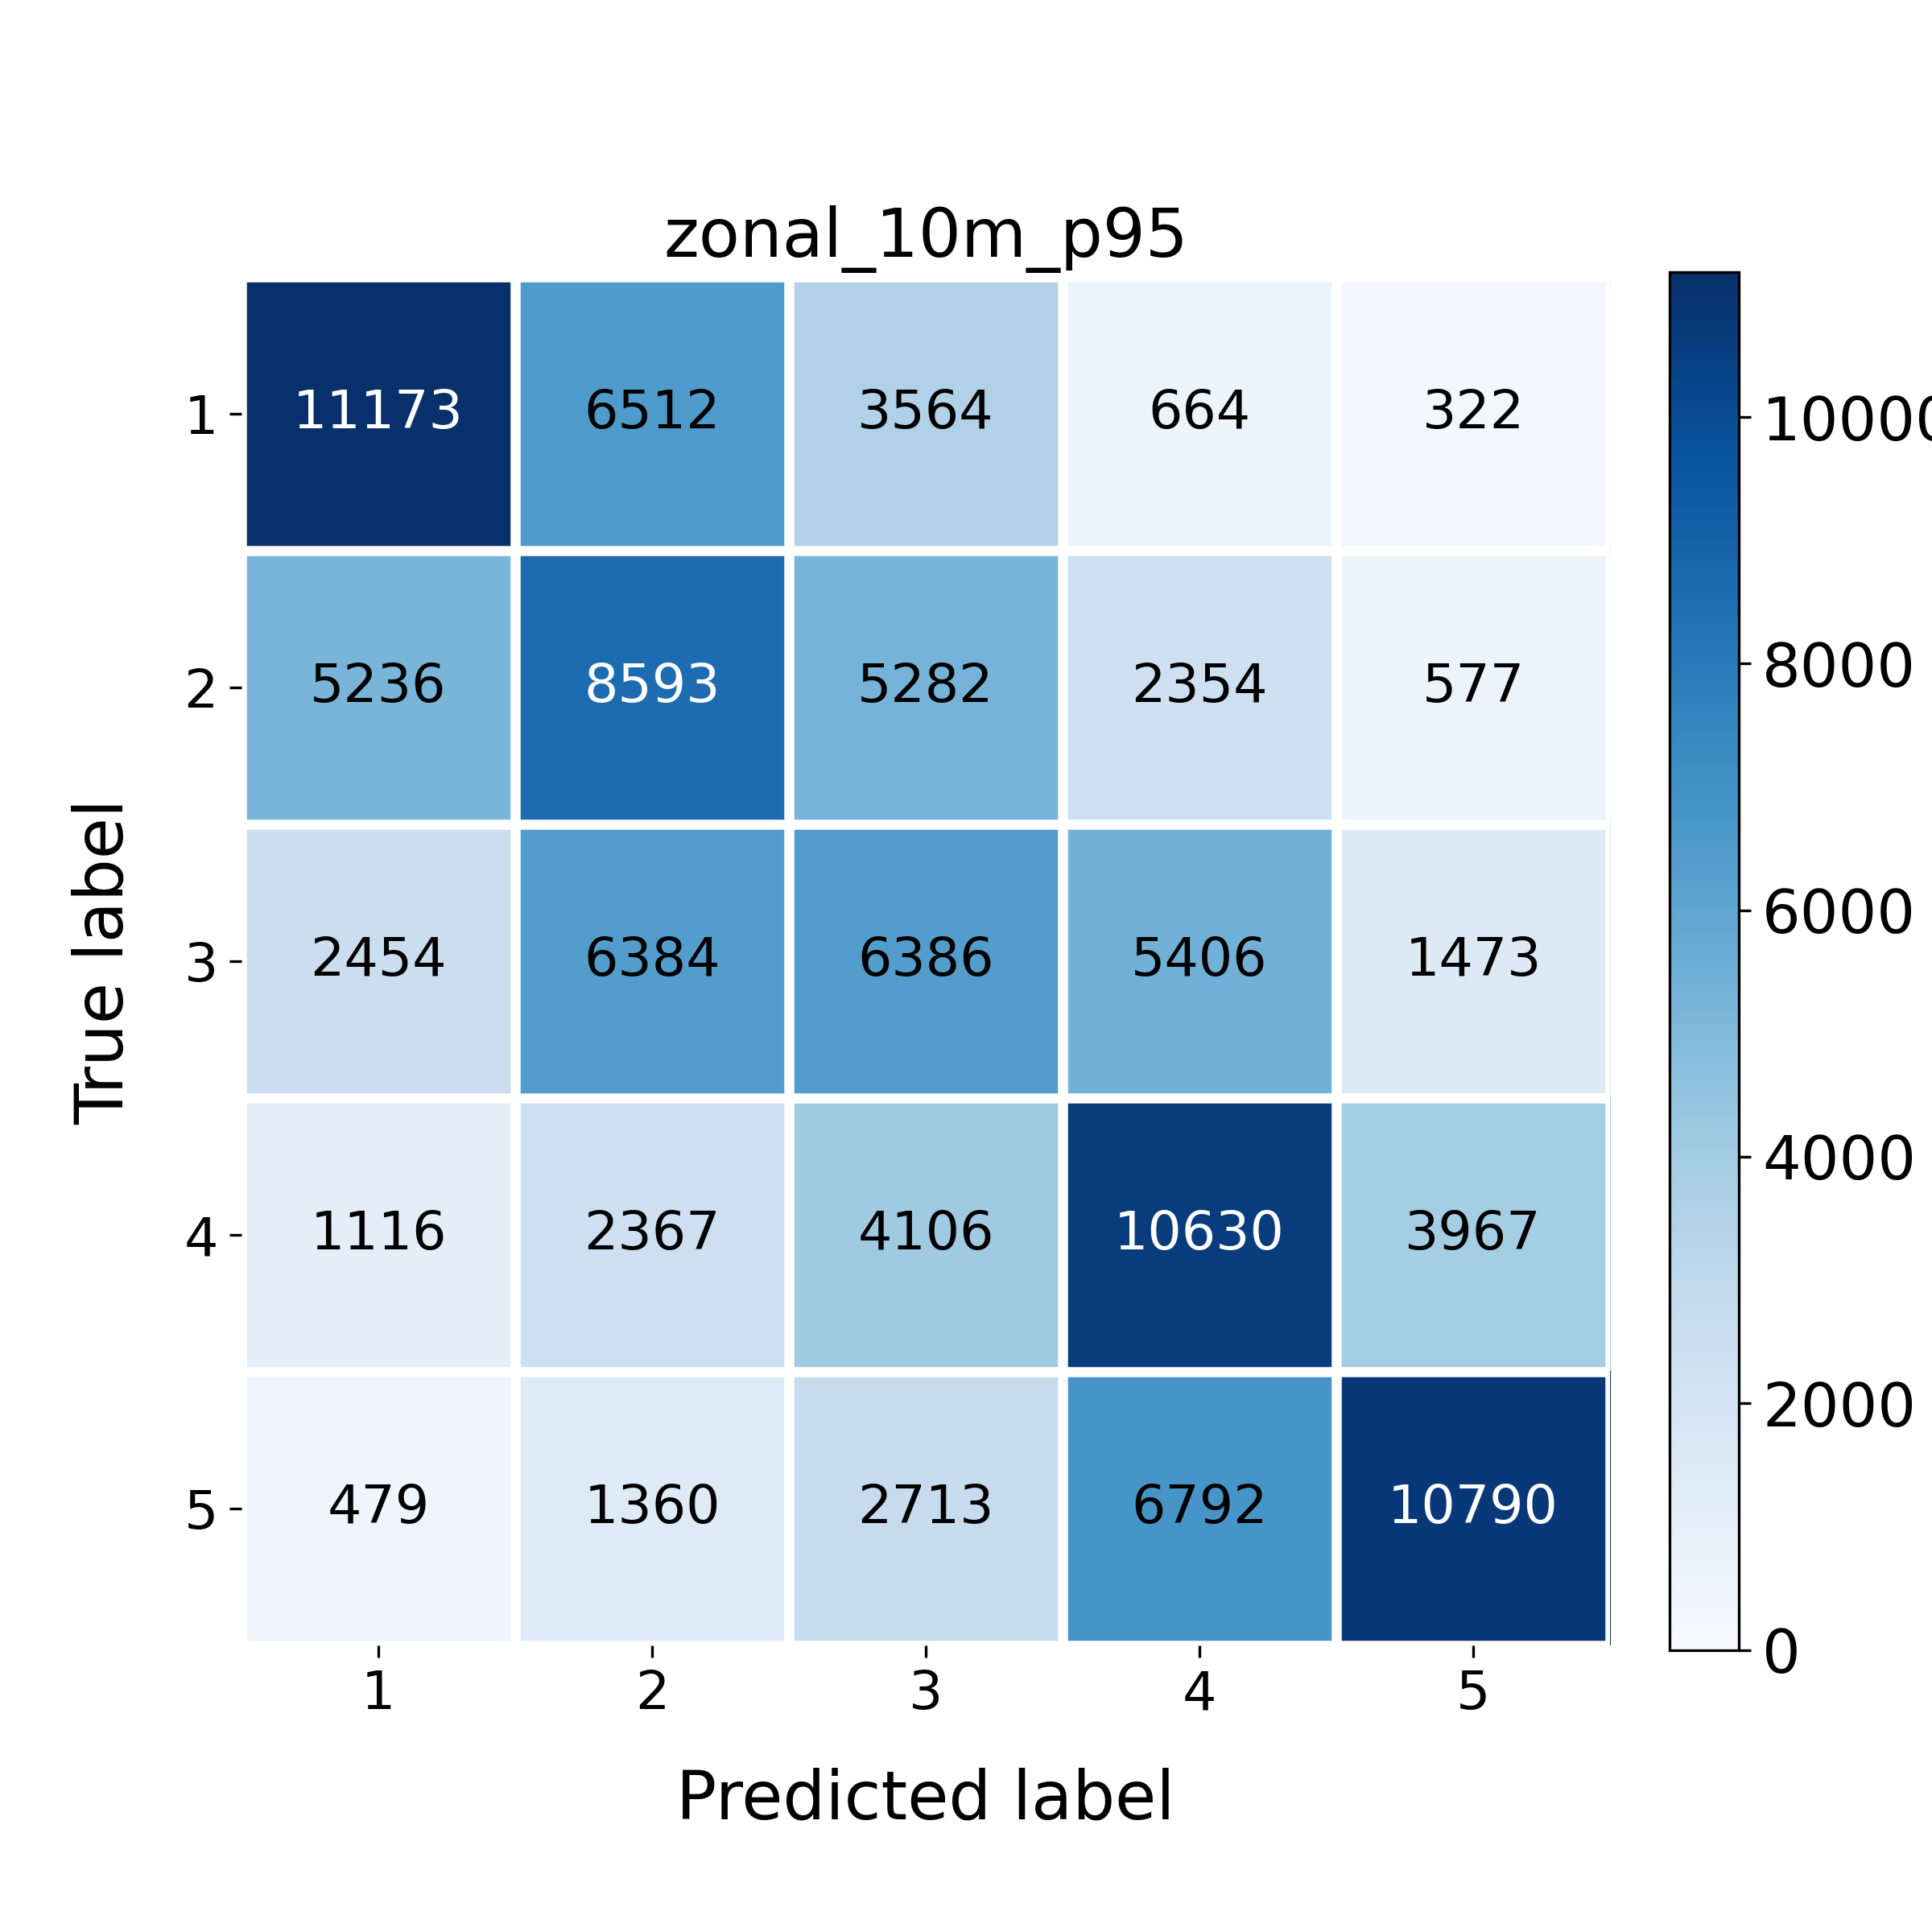 zonal_10m_p95
1 11173 6512 3564 664 322
2 5236 8593 5282 2354 577
3 2454 6384 6386 5406 1473
4 1116 2367 4106 10630 3967
5 479 1360 2713 6792 10790
1 2 3 4 5
Predicted label
True label
10000
8000
6000
4000
2000
0